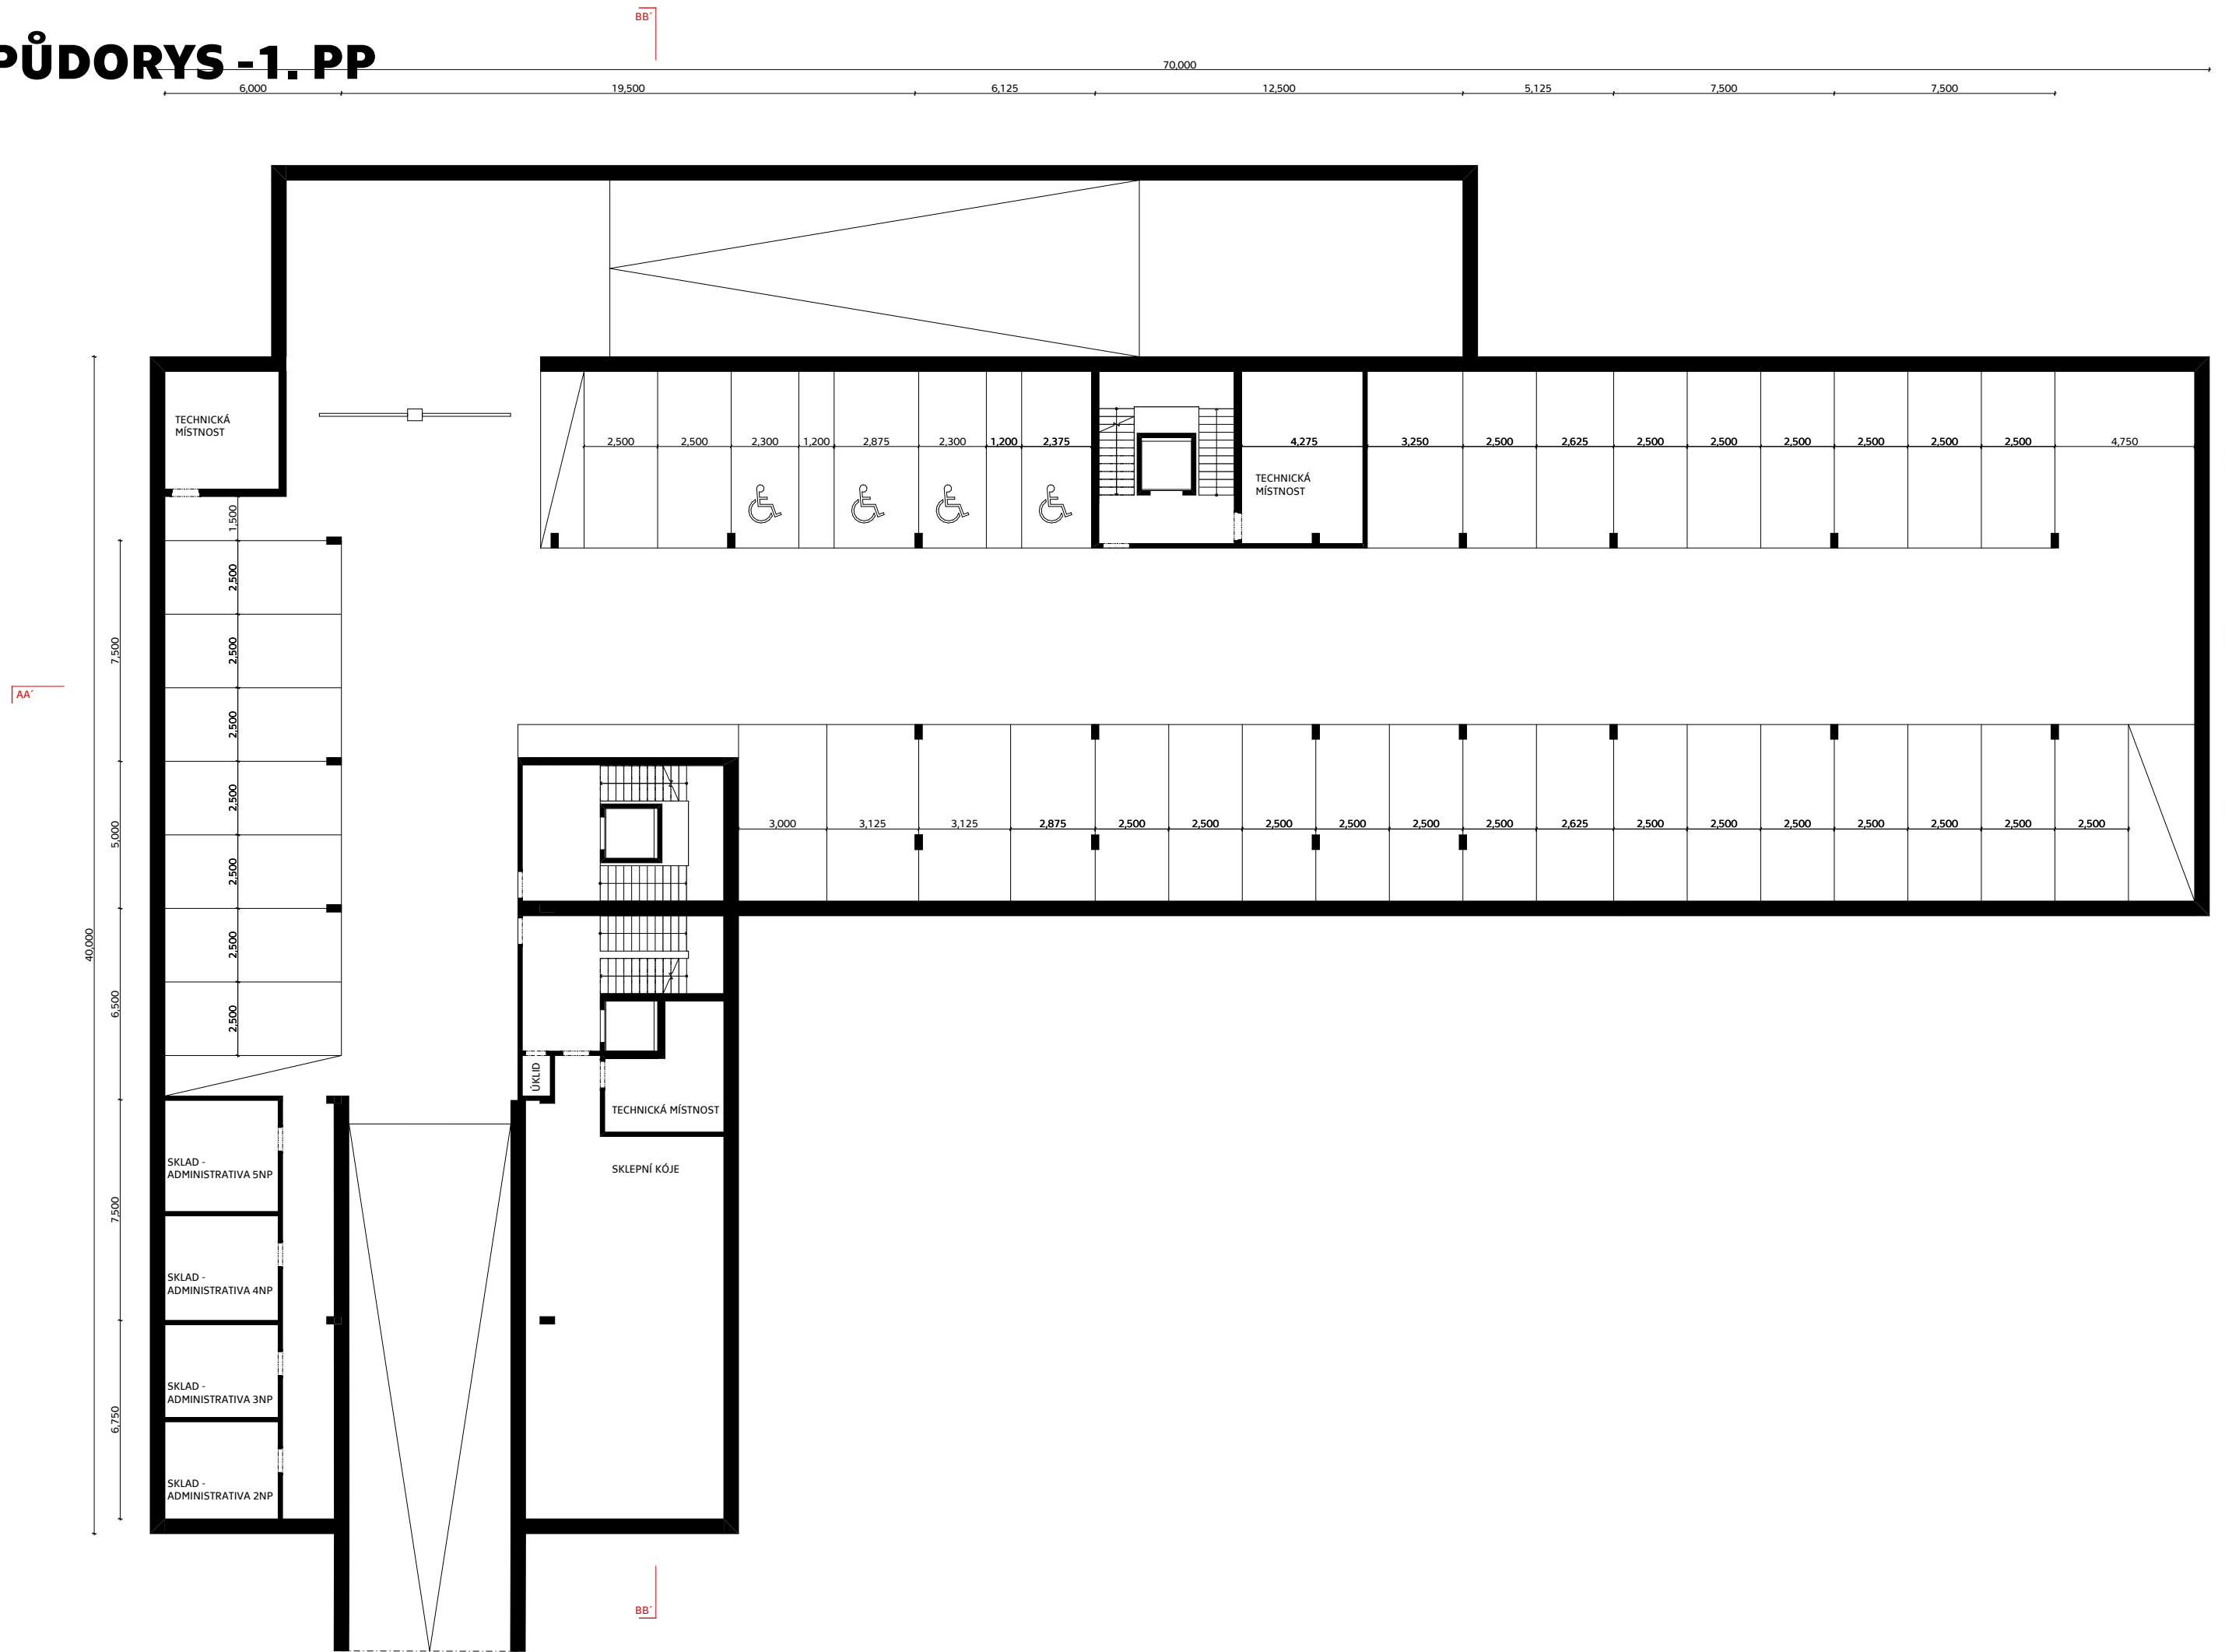 BB´
PŮDORYS -1. PP
70,000
6,000 19,500 6,125 12,500 5,125 7,500 7,500
TECHNICKÁ
MÍSTNOST
2,500 2,500 2,300 1,200 2,875 2,300 1,200 2,375 4,275 3,250 2,500 2,625 2,500 2,500 2,500 2,500 2,500 2,500 4,750
TECHNICKÁ
MÍSTNOST
1,500
2,500
2,500
2,500
2,500
2,500
2,500
2,500
7,500
5,000
6,500
7,500
6,750
40,000
AA´
3,000 3,125 3,125 2,875 2,500 2,500 2,500 2,500 2,500 2,500 2,625 2,500 2,500 2,500 2,500 2,500 2,500 2,500
ÚKLID
TECHNICKÁ MÍSTNOST
SKLEPNÍ KÓJE
SKLAD -
ADMINISTRATIVA 5NP
SKLAD -
ADMINISTRATIVA 4NP
SKLAD -
ADMINISTRATIVA 3NP
SKLAD -
ADMINISTRATIVA 2NP
BB´